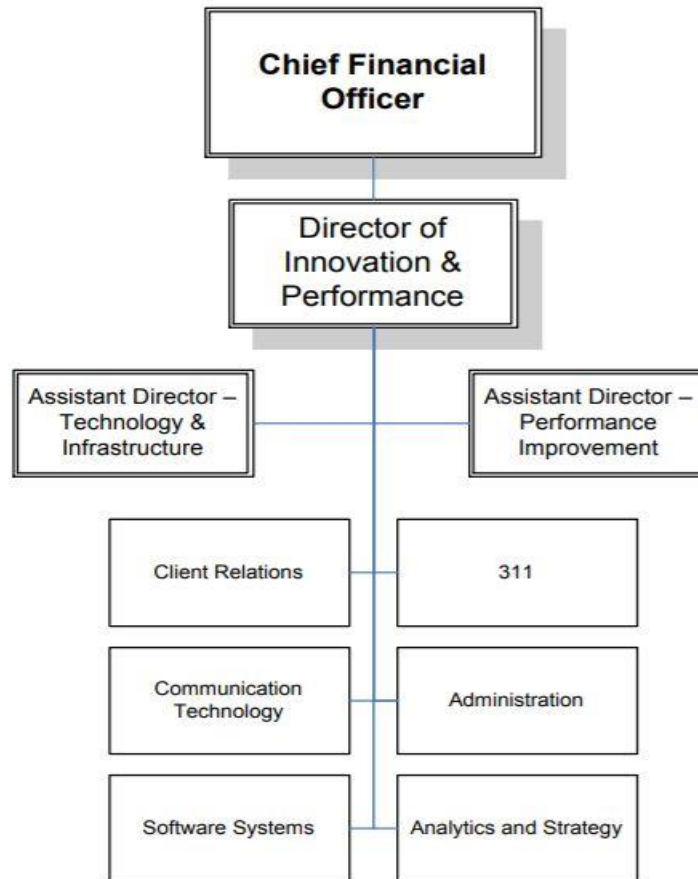 Chief Financial
Officer
Director of
Innovation &
Performance
Assistant Director –
Technology &
Infrastructure
Assistant Director –
Performance
Improvement
Client Relations
311
Communication
Technology
Administration
Software Systems
Analytics and Strategy